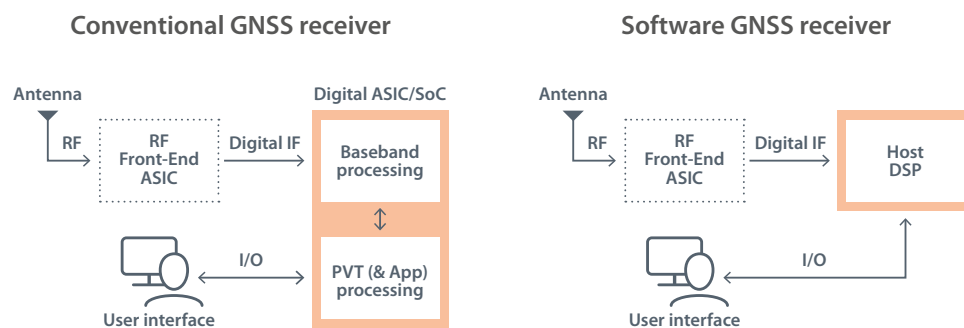 Conventional GNSS receiver
Antenna
RF
RF
Front-End
ASIC
Digital IF
Digital ASIC/SoC
Baseband
processing
PVT (& App)
processing
I/O
User interface
Software GNSS receiver
Antenna
RF
RF
Front-End
ASIC
Digital IF
Host
DSP
I/O
User interface